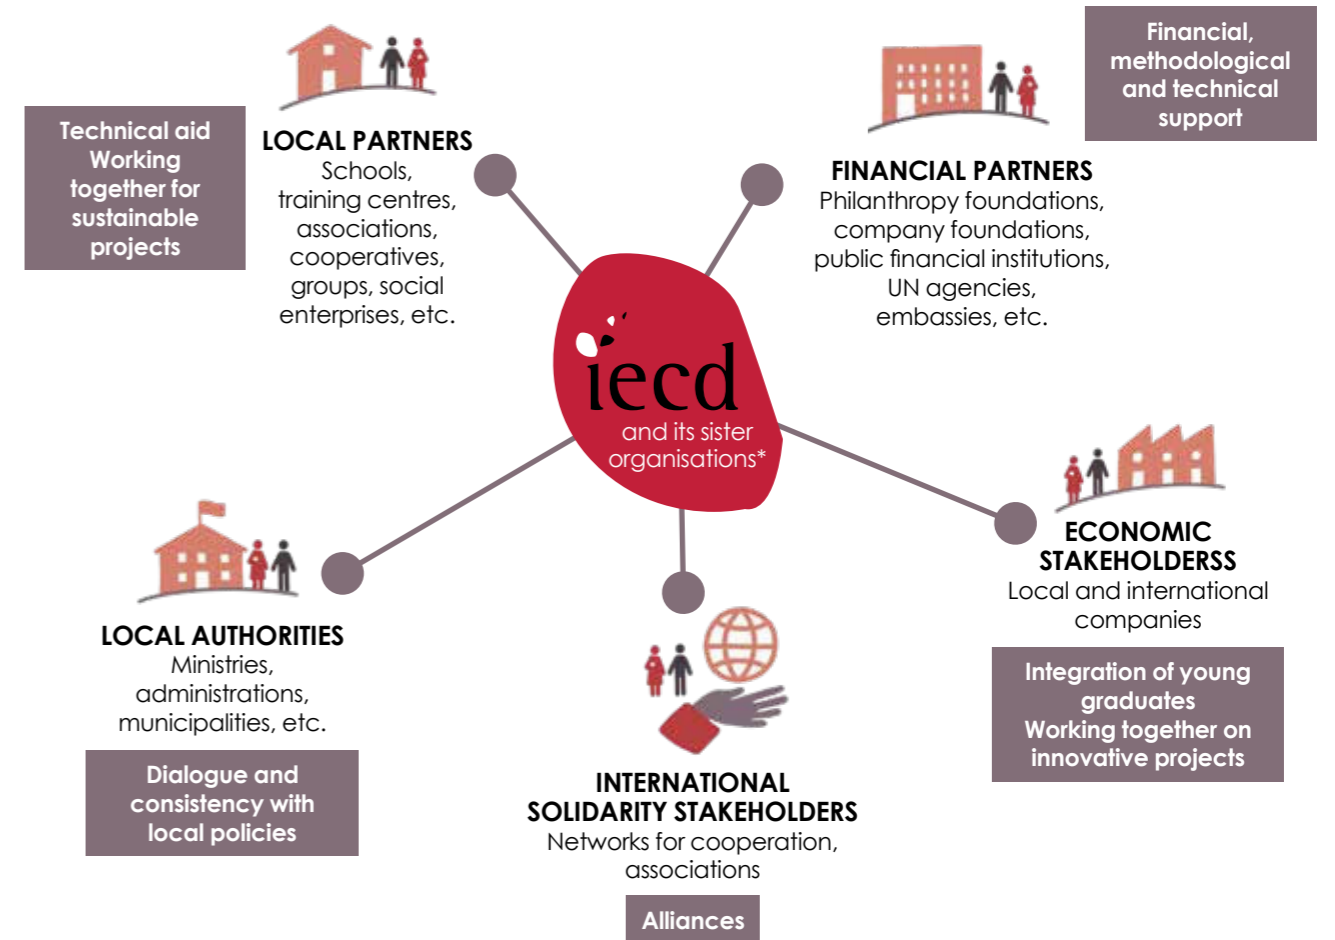 Technical aid
Working
together for
sustainable
projects
LOCAL PARTNERS
Schools,
training centres,
associations,
cooperatives,
groups, social
enterprises, etc.
Financial,
methodological
and technical
support
FINANCIAL PARTNERS
Philanthropy foundations,
company foundations,
public financial institutions,
UN agencies,
embassies, etc.
iecd
and its sister
organisations*
LOCAL AUTHORITIES
Ministries,
administrations,
municipalities, etc.
Dialogue and
consistency with
local policies
INTERNATIONAL
SOLIDARITY STAKEHOLDERS
Networks for cooperation,
associations
Alliances
ECONOMIC
STAKEHOLDERSS
Local and international
companies
Integration of young
graduates
Working together on
innovative projects